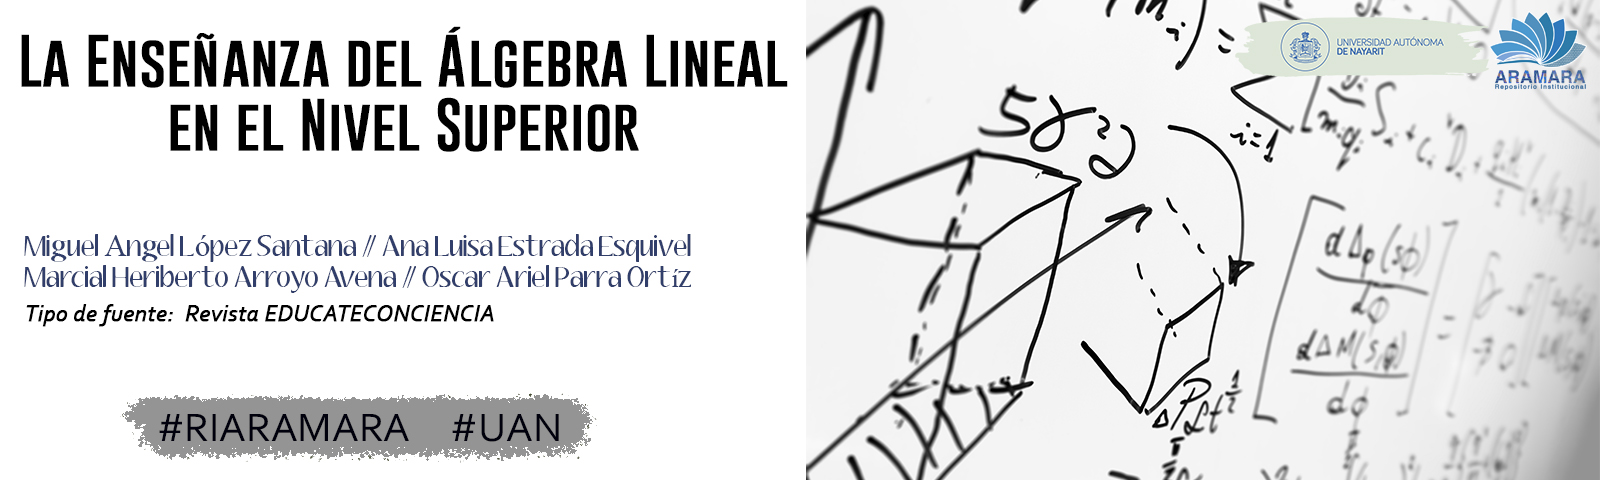 La Enseñanza del Álgebra Lineal
en el Nivel Superior
Miguel Angel López Santana // Ana Luisa Estrada Esquivel
Marcial Heriberto Arroyo Avena // Oscar Ariel Parra Ortíz
Tipo de fuente: Revista EDUCATECONCIENCIA
#RIARAMARA #UAN
UNIVERSIDAD AUTÓNOMA
DE NAYARIT
ARAMARA
Repositorio Institucional
i=1